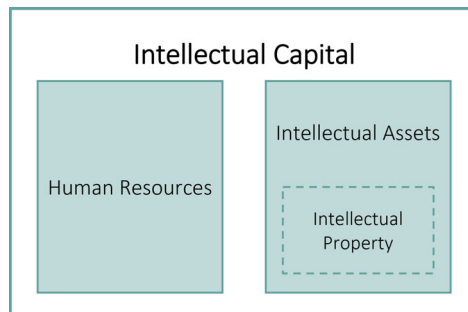 Intellectual Capital
Human Resources
Intellectual Assets
Intellectual
Property